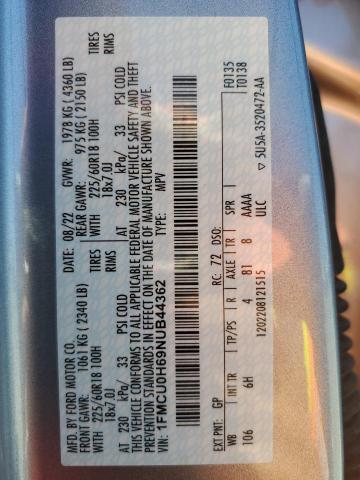 MFD. BY FORD MOTOR CO.
08/22 GVWR: 1978 KG ( 4360 LB)
FRONT GAWR: 1061 KG ( 2340 LB)
REAR GAWR: 975 KG ( 2150 LB)
WITH 225/60R18 100H TIRES
WITH 225/60R18 100H TIRES
18x7.0J RIMS
18x7.0J RIMS
AT 230 kPa/ 33 PSI COLD
AT 230 kPa/ 33 PSI COLD
THIS VEHICLE CONFORMS TO ALL APPLICABLE FEDERAL MOTOR VEHICLE SAFETY AND THEFT
PREVENTION STANDARDS IN EFFECT ON THE DATE OF MANUFACTURE SHOWN ABOVE.
VIN: 1FMCU0H69NUB44362 TYPE: MPV
F0135
T0138
EXT PNT: GP RC: 72 DSO:
WB INT TR TP/PS R AXLE TR SPR
106 6H 4 81 8 AAAA
ULC
1202208121515 ▽ 5U5A-3520472-AA